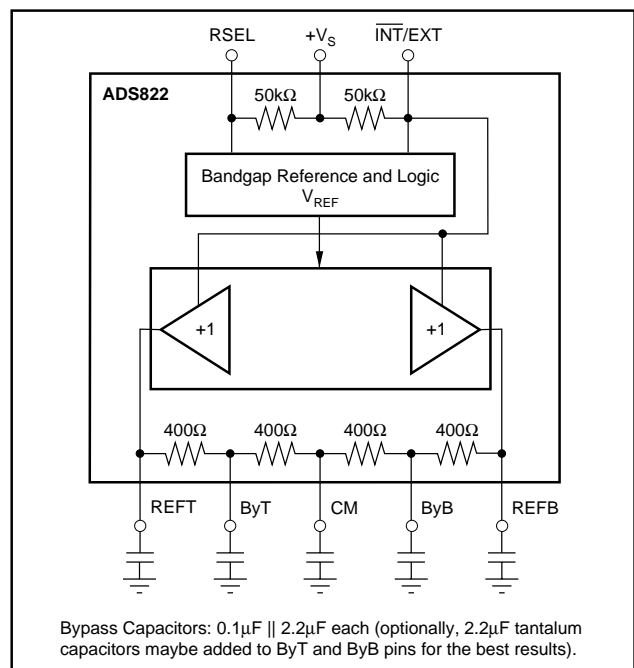 RSEL +VS INT/EXT
ADS822
50kΩ 50kΩ
Bandgap Reference and Logic
VREF
+1 +1
400Ω 400Ω 400Ω 400Ω
REFT ByT CM ByB REFB
Bypass Capacitors: 0.1µF || 2.2µF each (optionally, 2.2µF tantalum
capacitors maybe added to ByT and ByB pins for the best results).